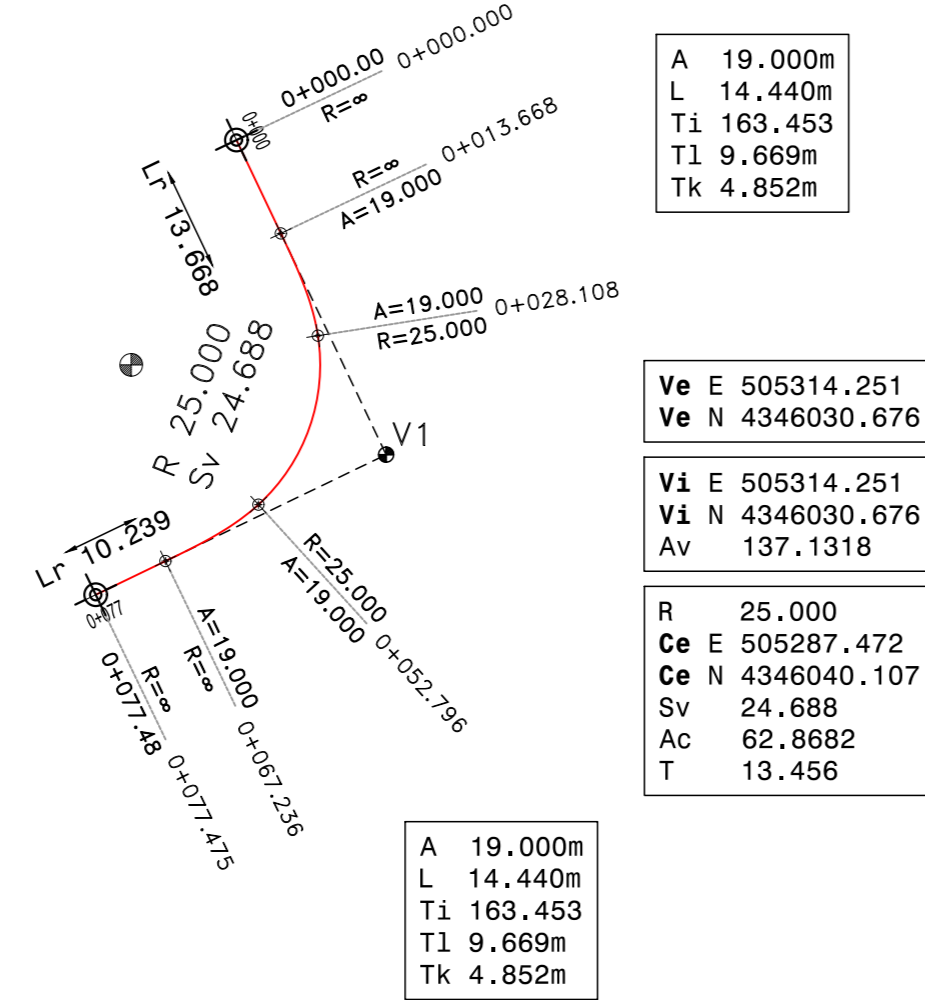 0+000.00 0+000.000
R=∞
0+000
A 19.000m
L 14.440m
Ti 163.453
Tl 9.669m
Tk 4.852m
R=∞ 0+013.668
A=19.000
Lr 13.668
A=19.000 0+028.108
R=25.000
R 25.000
Sv 24.688
V1
Ve E 505314.251
Ve N 4346030.676
Vi E 505314.251
Vi N 4346030.676
Av 137.1318
R 25.000
Ce E 505287.472
Ce N 4346040.107
Sv 24.688
Ac 62.8682
T 13.456
Lr 10.239
0+077
R=25.000
A=19.000 0+052.796
A=19.000
R=∞ 0+067.236
R=∞
0+077.48 0+077.475
A 19.000m
L 14.440m
Ti 163.453
Tl 9.669m
Tk 4.852m